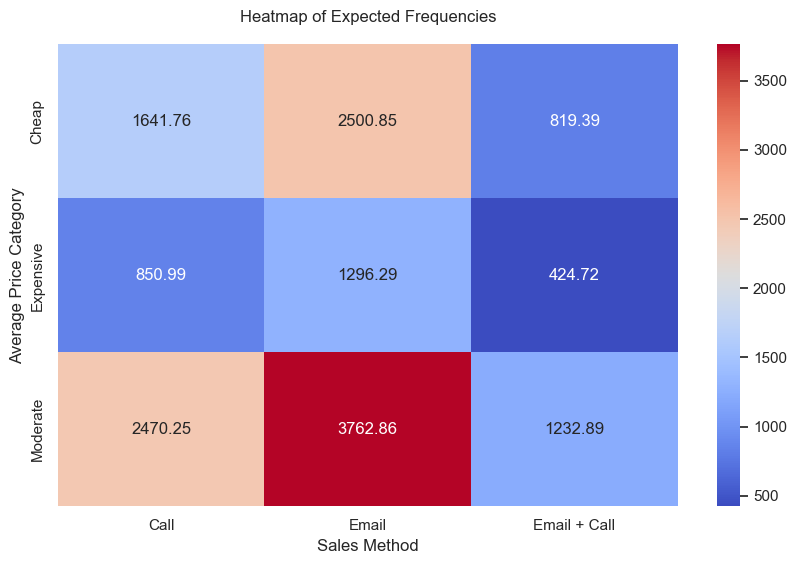 Heatmap of Expected Frequencies
Average Price Category
Cheap
1641.76 2500.85 819.39
Expensive
850.99 1296.29 424.72
Moderate
2470.25 3762.86 1232.89
Call Email Email + Call
Sales Method
3500
3000
2500
2000
1500
1000
500